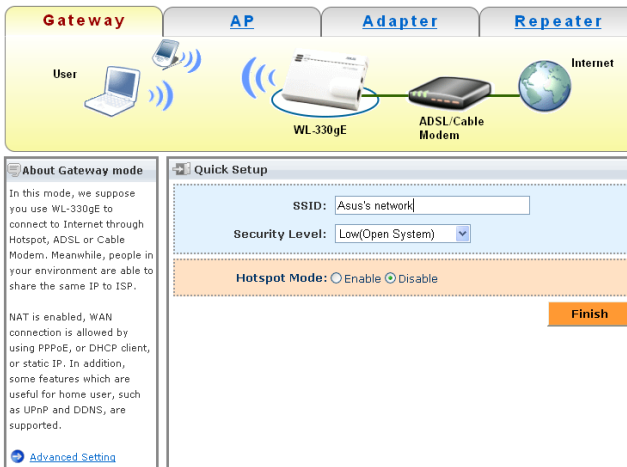 Gateway
AP
Adapter
Repeater
User
Internet
WL-330gE
ADSL/Cable
Modem
About Gateway mode
In this mode, we suppose
you use WL-330gE to
connect to Internet through
Hotspot, ADSL or Cable
Modem. Meanwhile, people in
your environment are able to
share the same IP to ISP.
NAT is enabled, WAN
connection is allowed by
using PPPoE, or DHCP client,
or static IP. In addition,
some features which are
useful for home user, such
as UPnP and DDNS, are
supported.
Advanced Setting
Quick Setup
SSID: Asus's network
Security Level: Low(Open System)
Hotspot Mode: Enable Disable
Finish